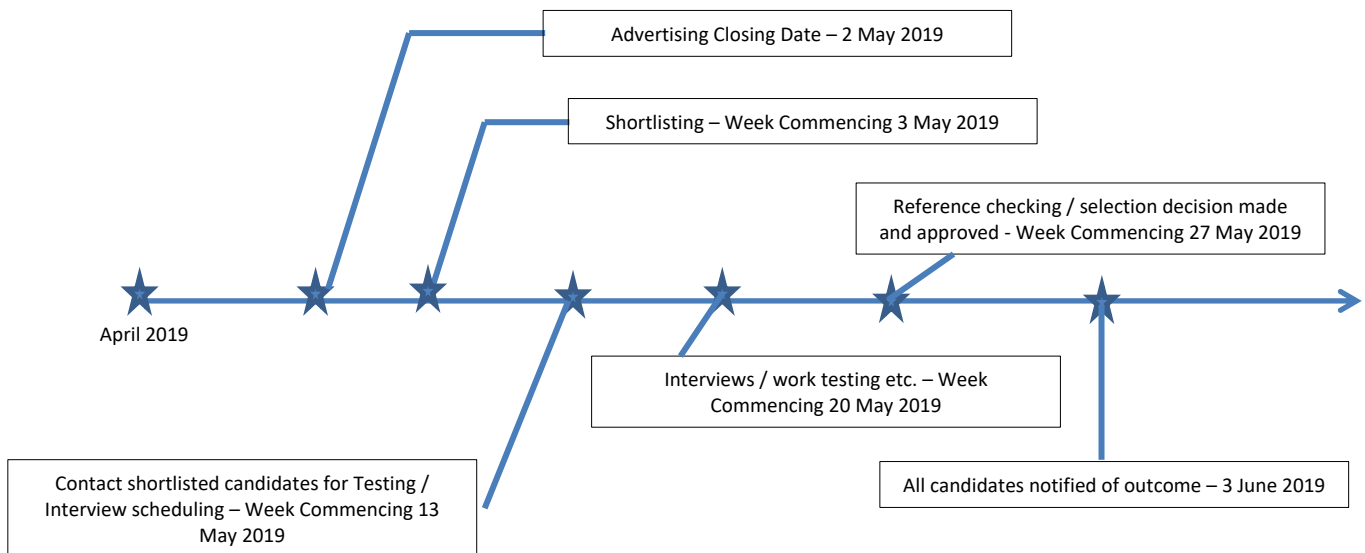 Advertising Closing Date – 2 May 2019
Shortlisting – Week Commencing 3 May 2019
Reference checking / selection decision made
and approved - Week Commencing 27 May 2019
April 2019
Interviews / work testing etc. – Week
Commencing 20 May 2019
Contact shortlisted candidates for Testing /
Interview scheduling – Week Commencing 13
May 2019
All candidates notified of outcome – 3 June 2019